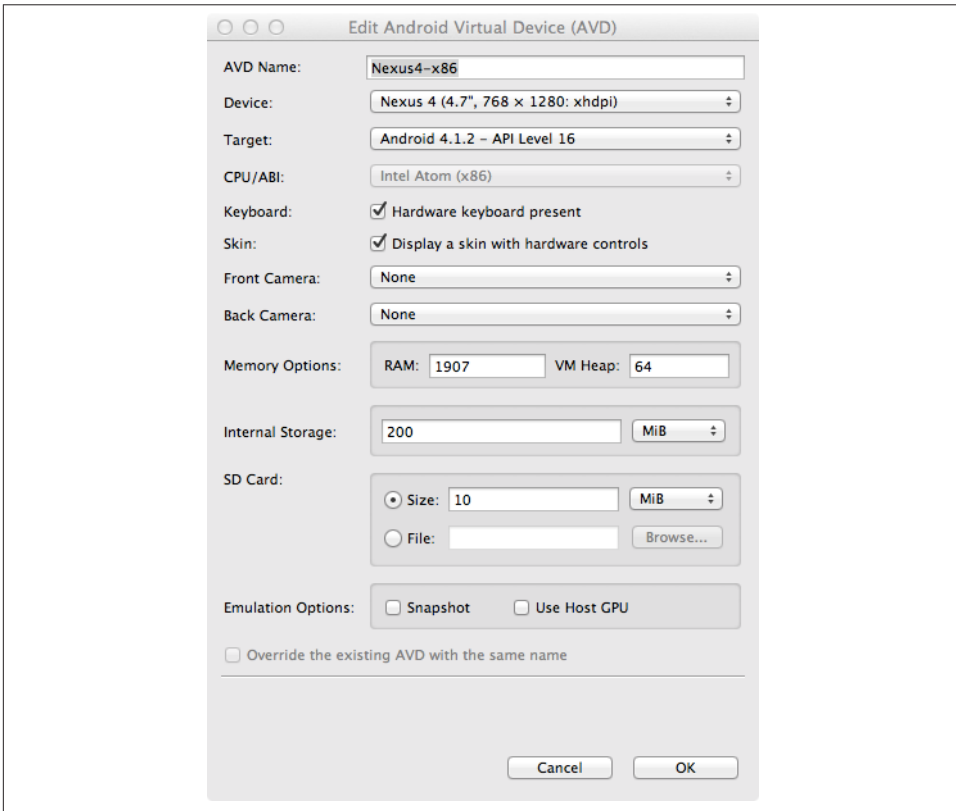 Edit Android Virtual Device (AVD)
AVD Name: Nexus4-x86
Device: Nexus 4 (4.7", 768 × 1280: xhdpi)
Target: Android 4.1.2 - API Level 16
CPU/ABI: Intel Atom (x86)
Keyboard: Hardware keyboard present
Skin: Display a skin with hardware controls
Front Camera: None
Back Camera: None
Memory Options: RAM: 1907 VM Heap: 64
Internal Storage: 200 MiB
SD Card:
Size: 10 MiB
File: Browse...
Emulation Options: Snapshot Use Host GPU
Override the existing AVD with the same name
Cancel OK